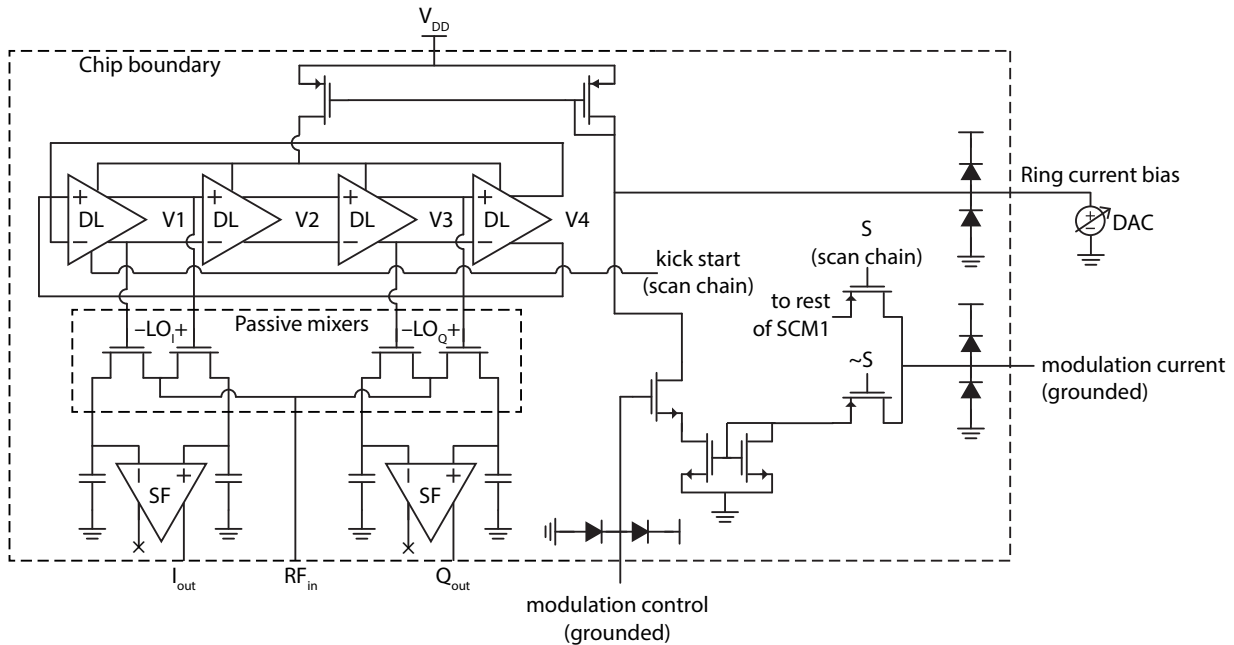 V_DD
Chip boundary
Ring current bias
+
−
DL
V1
+
−
DL
V2
+
−
DL
V3
+
−
DL
V4
+
−
DAC
S
(scan chain)
kick start
(scan chain)
to rest
of SCM1
Passive mixers
−LO_I+
−LO_Q+
~S
modulation current
(grounded)
− +
SF
− +
SF
I_out
RF_in
Q_out
modulation control
(grounded)